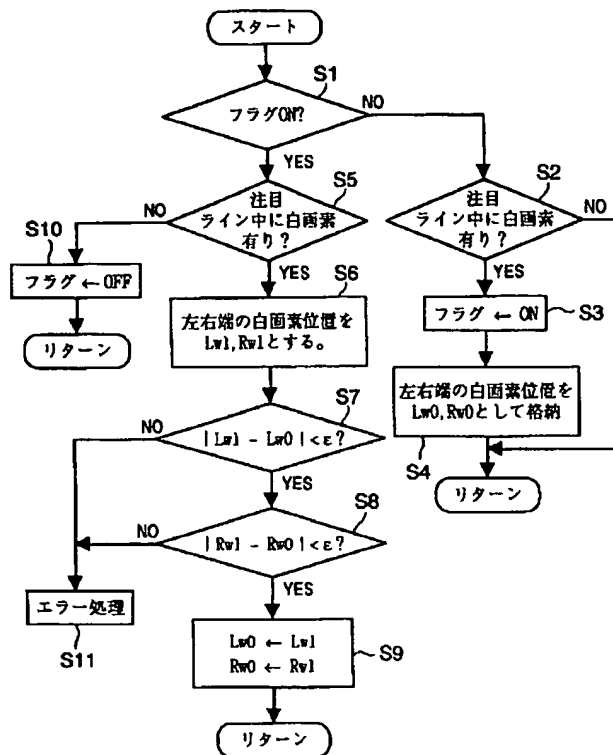 スタート
S1
フラグON?
NO
YES
S5
注目
ライン中に白画素
有り?
NO
YES
S10
フラグ ← OFF
リターン
S6
左右端の白画素位置を
Lw1,Rw1とする。
S7
| Lw1 - Lw0 | < ε ?
NO
YES
S8
| Rw1 - Rw0 | < ε ?
NO
YES
エラー処理
S11
Lw0 ← Lw1
Rw0 ← Rw1
S9
リターン
S2
注目
ライン中に白画素
有り?
NO
YES
フラグ ← ON
S3
左右端の白画素位置を
Lw0,Rw0として格納
S4
リターン